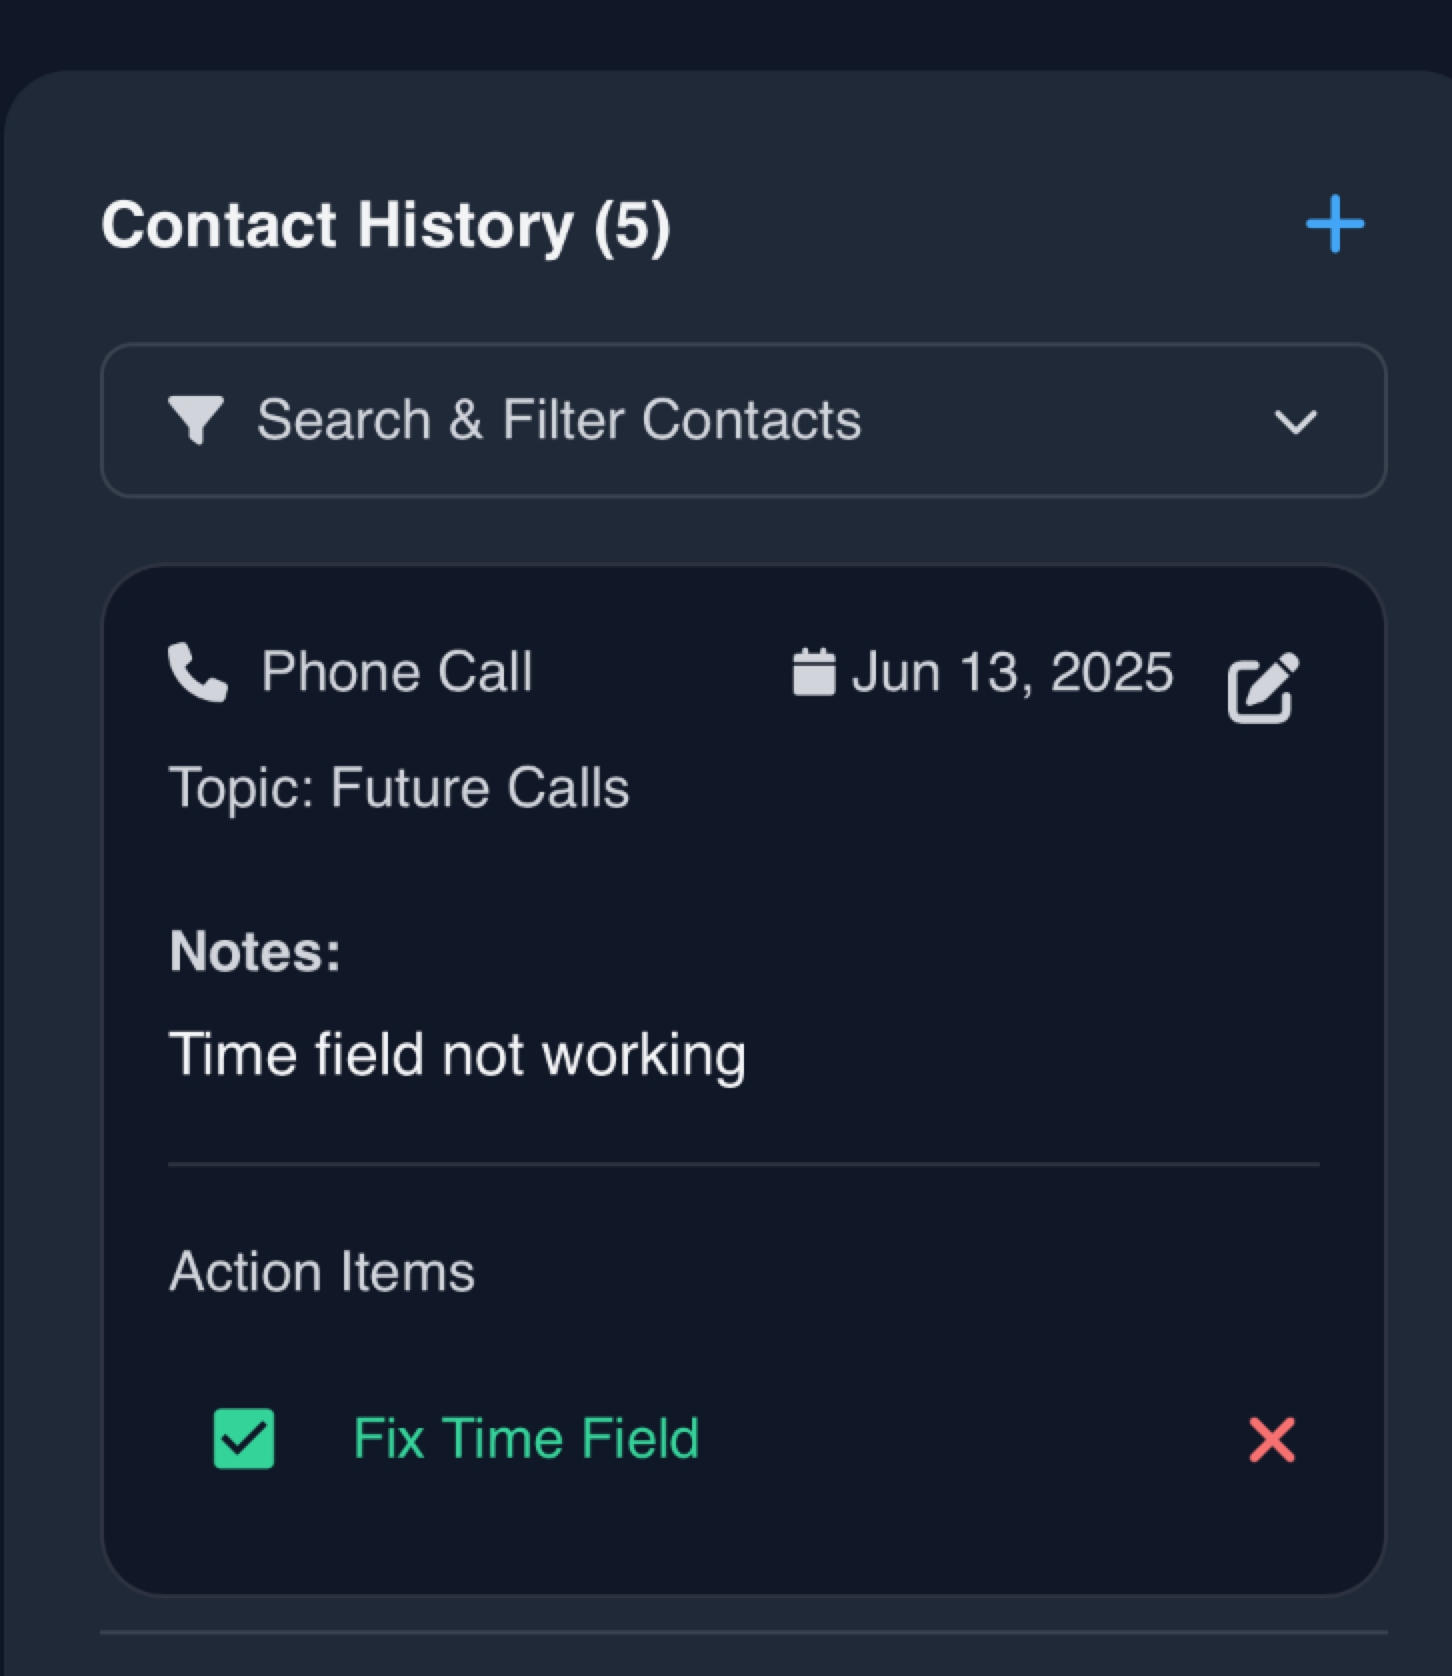 Contact History (5)
Search & Filter Contacts
Phone Call
Jun 13, 2025
Topic: Future Calls
Notes:
Time field not working
Action Items
Fix Time Field